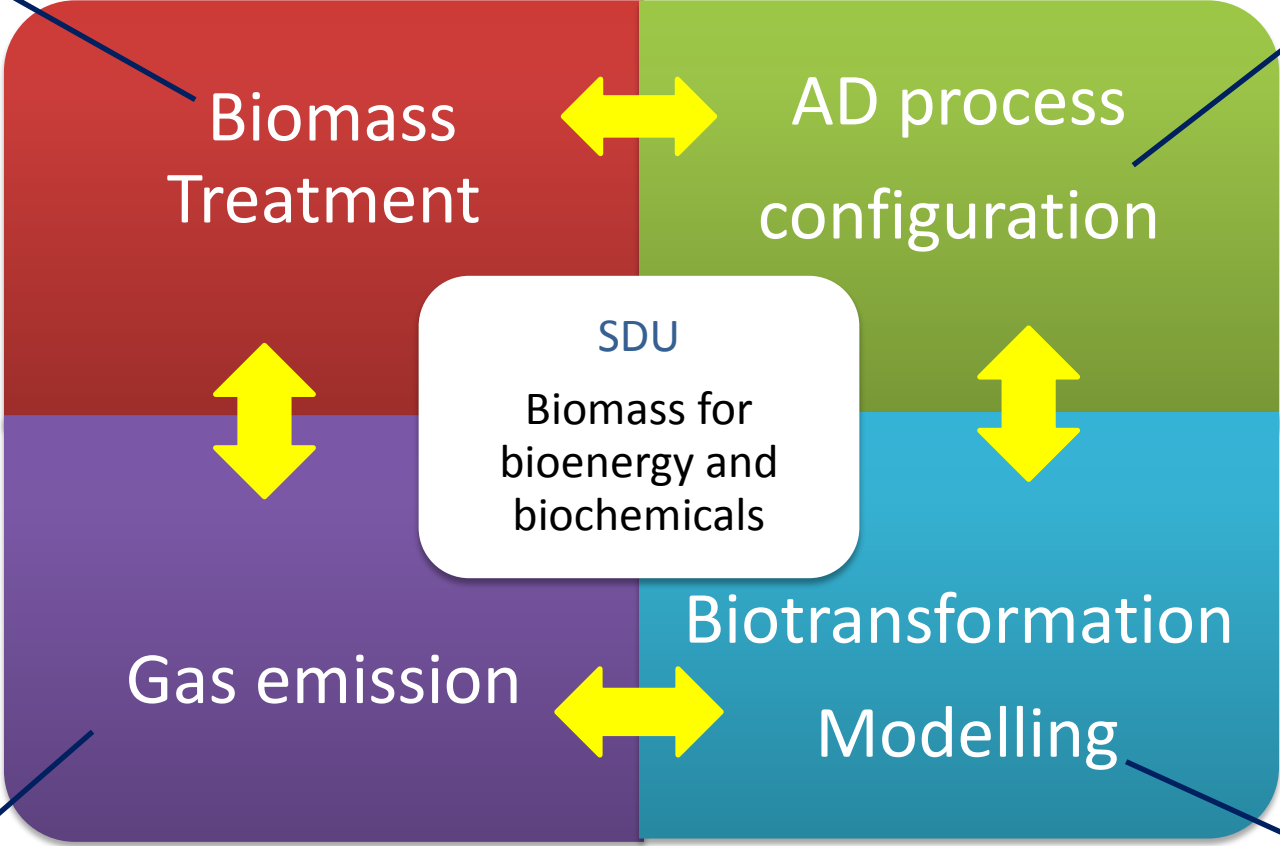 Biomass
Treatment
AD process
configuration
SDU
Biomass for
bioenergy and
biochemicals
Gas emission
Biotransformation
Modelling